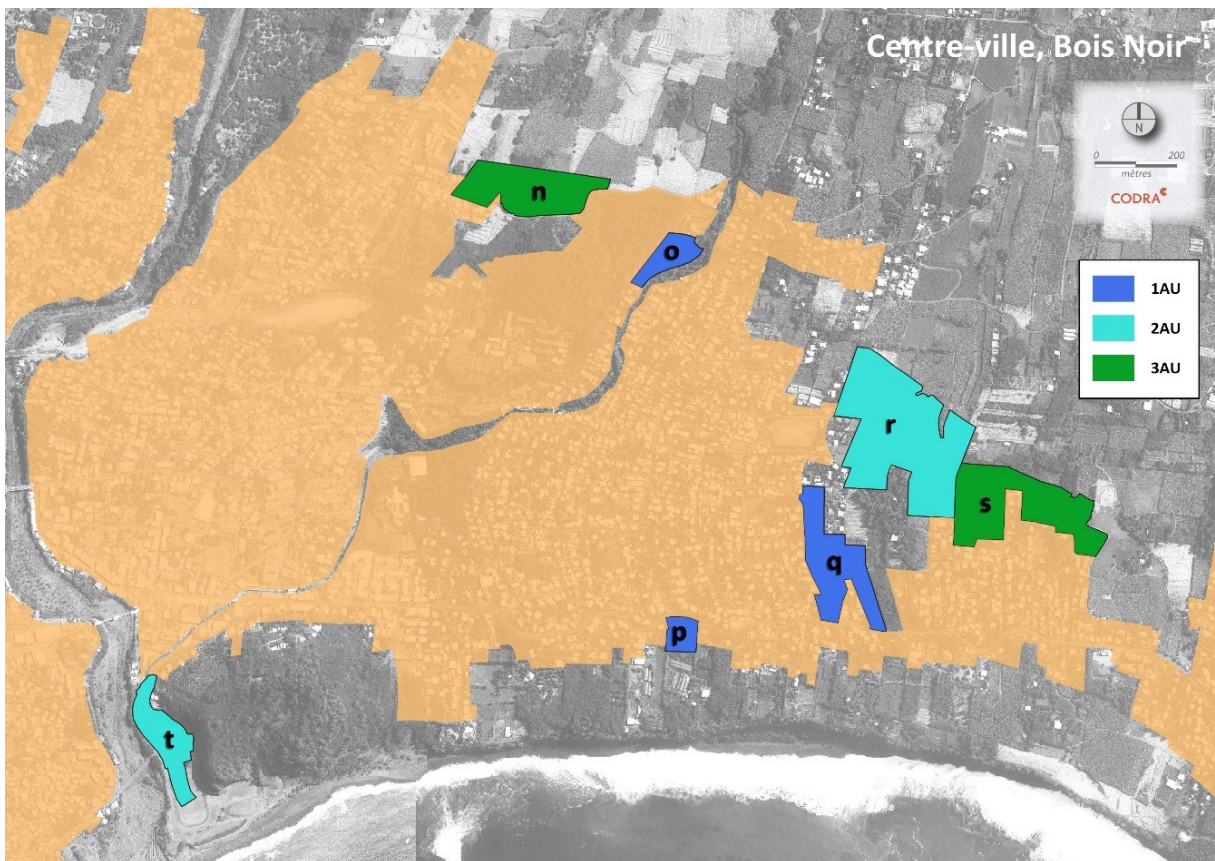 Centre-ville, Bois Noir
N
0 200
mètres
CODRA
1AU
2AU
3AU
n
o
r
s
q
p
t